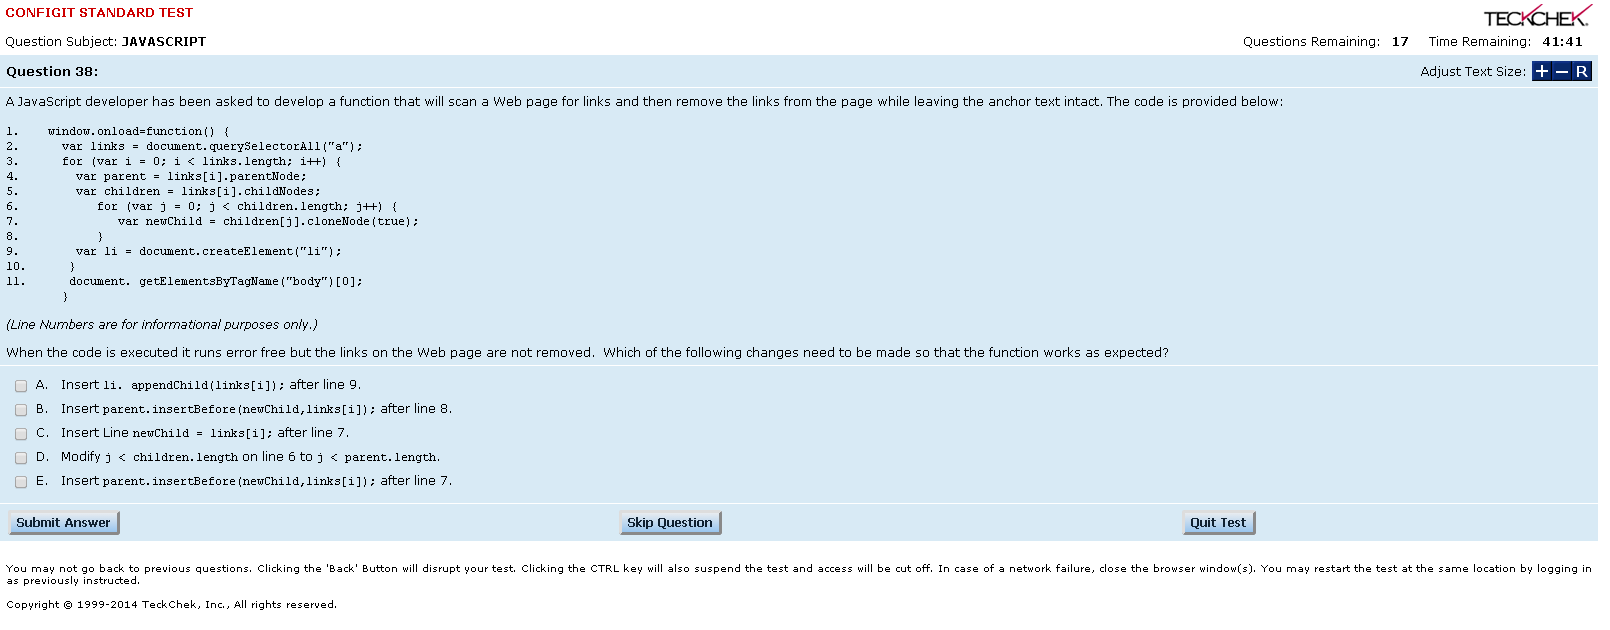 CONFIGIT STANDARD TEST
TECKCHEK
Question Subject: JAVASCRIPT
Questions Remaining: 17 Time Remaining: 41:41
Question 38:
Adjust Text Size: + − R
A JavaScript developer has been asked to develop a function that will scan a Web page for links and then remove the links from the page while leaving the anchor text intact. The code is provided below:
1. window.onload=function() {
2. var links = document.querySelectorAll("a");
3. for (var i = 0; i < links.length; i++) {
4. var parent = links[i].parentNode;
5. var children = links[i].childNodes;
6. for (var j = 0; j < children.length; j++) {
7. var newChild = children[j].cloneNode(true);
8. }
9. var li = document.createElement("li");
10. }
11. document. getElementsByTagName("body")[0];
}
(Line Numbers are for informational purposes only.)
When the code is executed it runs error free but the links on the Web page are not removed. Which of the following changes need to be made so that the function works as expected?
A. Insert li. appendChild(links[i]); after line 9.
B. Insert parent.insertBefore(newChild,links[i]); after line 8.
C. Insert Line newChild = links[i]; after line 7.
D. Modify j < children.length on line 6 to j < parent.length.
E. Insert parent.insertBefore(newChild,links[i]); after line 7.
Submit Answer Skip Question Quit Test
You may not go back to previous questions. Clicking the 'Back' Button will disrupt your test. Clicking the CTRL key will also suspend the test and access will be cut off. In case of a network failure, close the browser window(s). You may restart the test at the same location by logging in
as previously instructed.
Copyright © 1999-2014 TeckChek, Inc., All rights reserved.